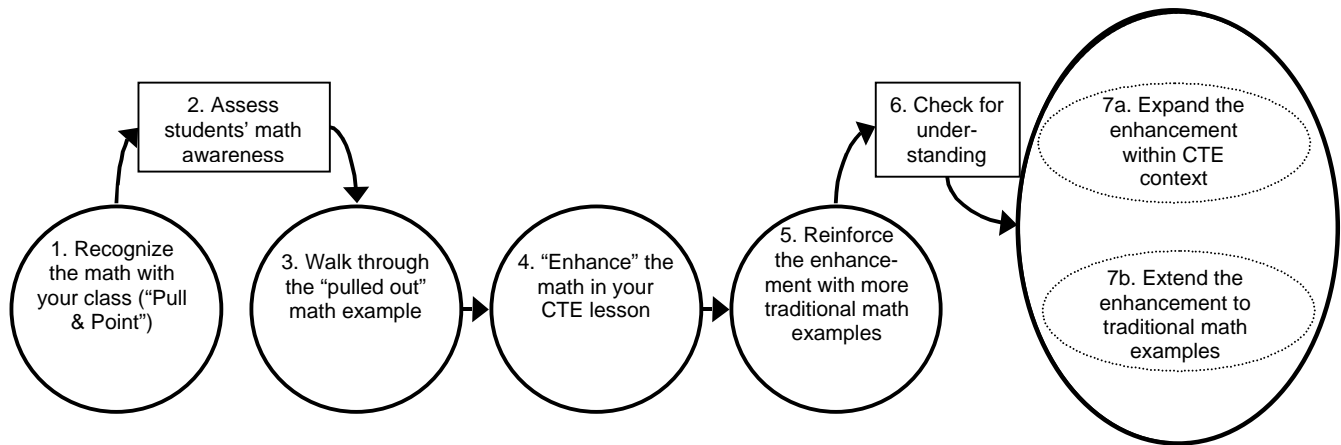 1. Recognize
the math with
your class (“Pull
& Point”)
2. Assess
students’ math
awareness
3. Walk through
the “pulled out”
math example
4. “Enhance” the
math in your
CTE lesson
5. Reinforce
the enhance-
ment with more
traditional math
examples
6. Check for
under-
standing
7a. Expand the
enhancement
within CTE
context
7b. Extend the
enhancement to
traditional math
examples